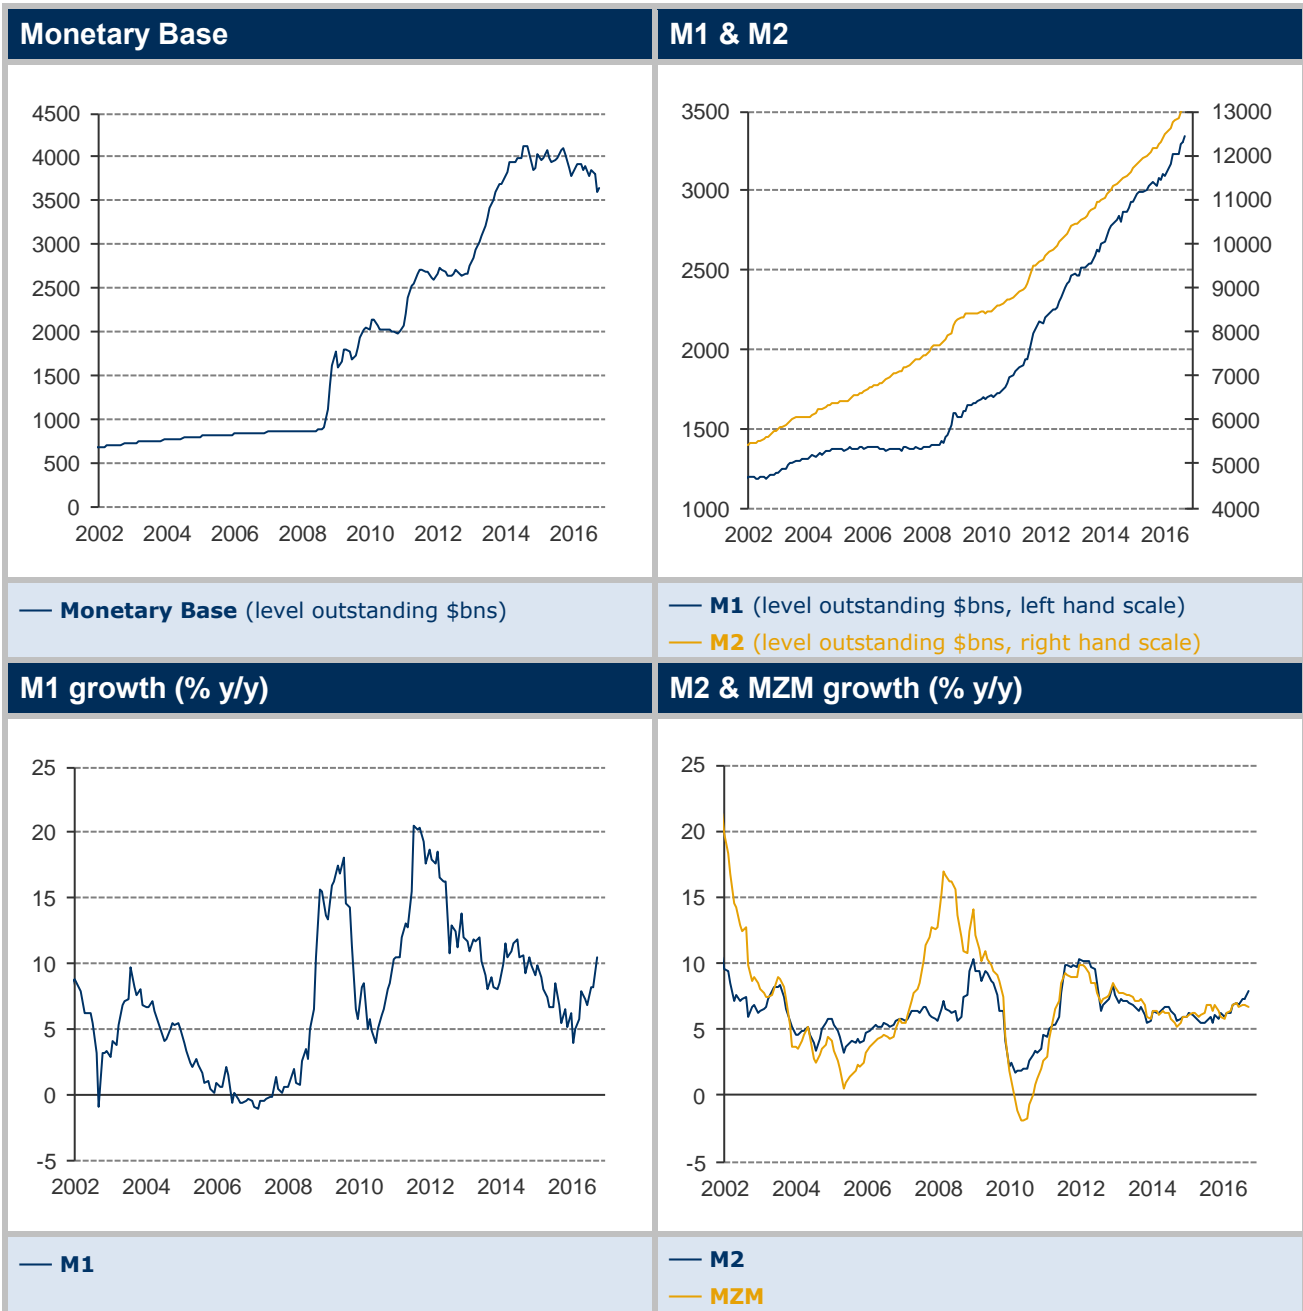 Monetary Base
4500
4000
3500
3000
2500
2000
1500
1000
500
0
2002 2004 2006 2008 2010 2012 2014 2016
— Monetary Base (level outstanding $bns)
M1 & M2
3500 13000
12000
3000 11000
10000
2500 9000
8000
2000 7000
6000
1500 5000
1000 4000
2002 2004 2006 2008 2010 2012 2014 2016
— M1 (level outstanding $bns, left hand scale)
— M2 (level outstanding $bns, right hand scale)
M1 growth (% y/y)
25
20
15
10
5
0
-5
2002 2004 2006 2008 2010 2012 2014 2016
— M1
M2 & MZM growth (% y/y)
25
20
15
10
5
0
-5
2002 2004 2006 2008 2010 2012 2014 2016
— M2
— MZM